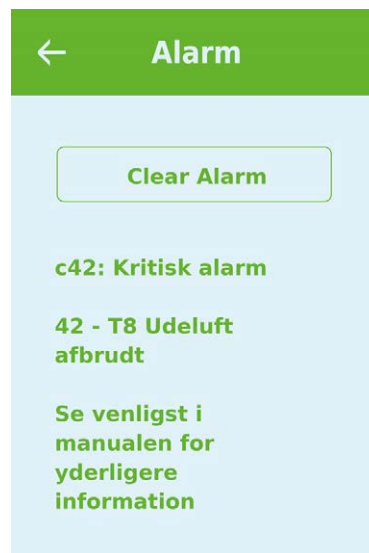 Alarm
Clear Alarm
c42: Kritisk alarm
42 - T8 Udeluft
afbrudt
Se venligst i
manualen for
yderligere
information